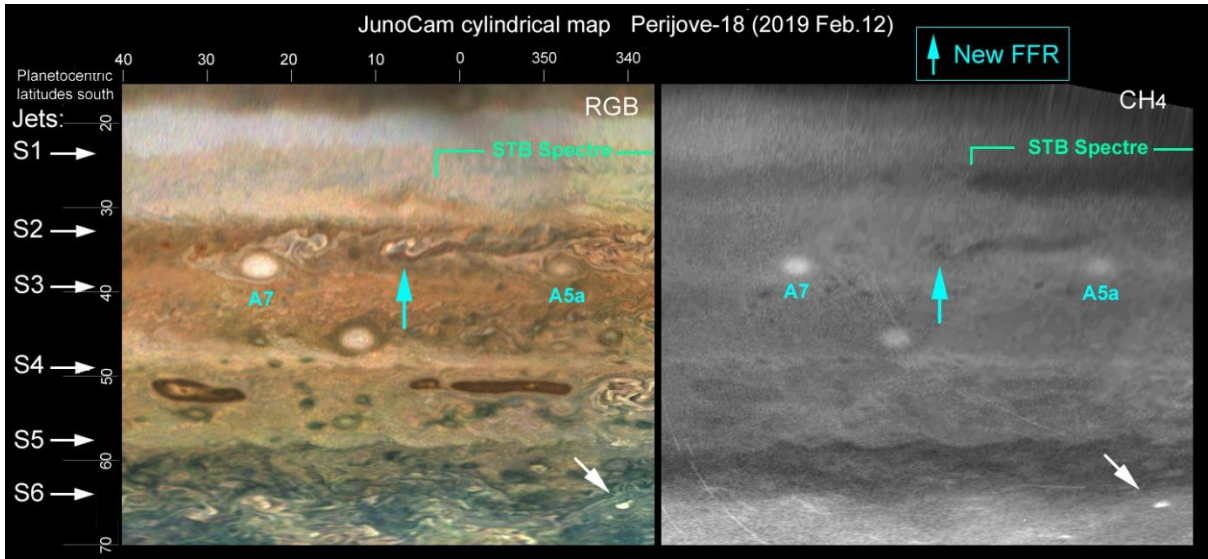 JunoCam cylindrical map Perijove-18 (2019 Feb.12)
New FFR
40 30 20 10 0 350 340
Planetocentric
latitudes south
Jets:
RGB
CH4
20
S1
STB Spectre
STB Spectre
30
S2
S3
A7
A5a
A7
A5a
40
S4
50
S5
60
S6
70